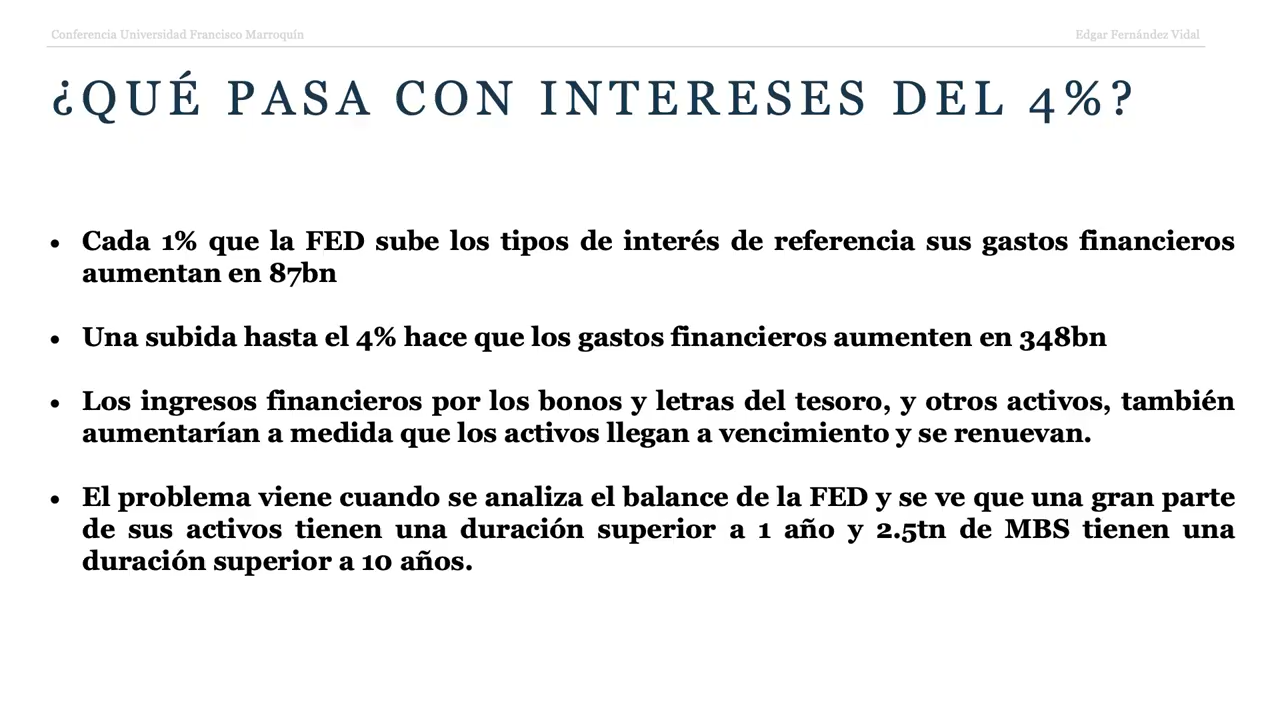 Conferencia Universidad Francisco Marroquín
Edgar Fernández Vidal
¿QUÉ PASA CON INTERESES DEL 4%?
• Cada 1% que la FED sube los tipos de interés de referencia sus gastos financieros
aumentan en 87bn
• Una subida hasta el 4% hace que los gastos financieros aumenten en 348bn
• Los ingresos financieros por los bonos y letras del tesoro, y otros activos, también
aumentarían a medida que los activos llegan a vencimiento y se renuevan.
• El problema viene cuando se analiza el balance de la FED y se ve que una gran parte
de sus activos tienen una duración superior a 1 año y 2.5tn de MBS tienen una
duración superior a 10 años.